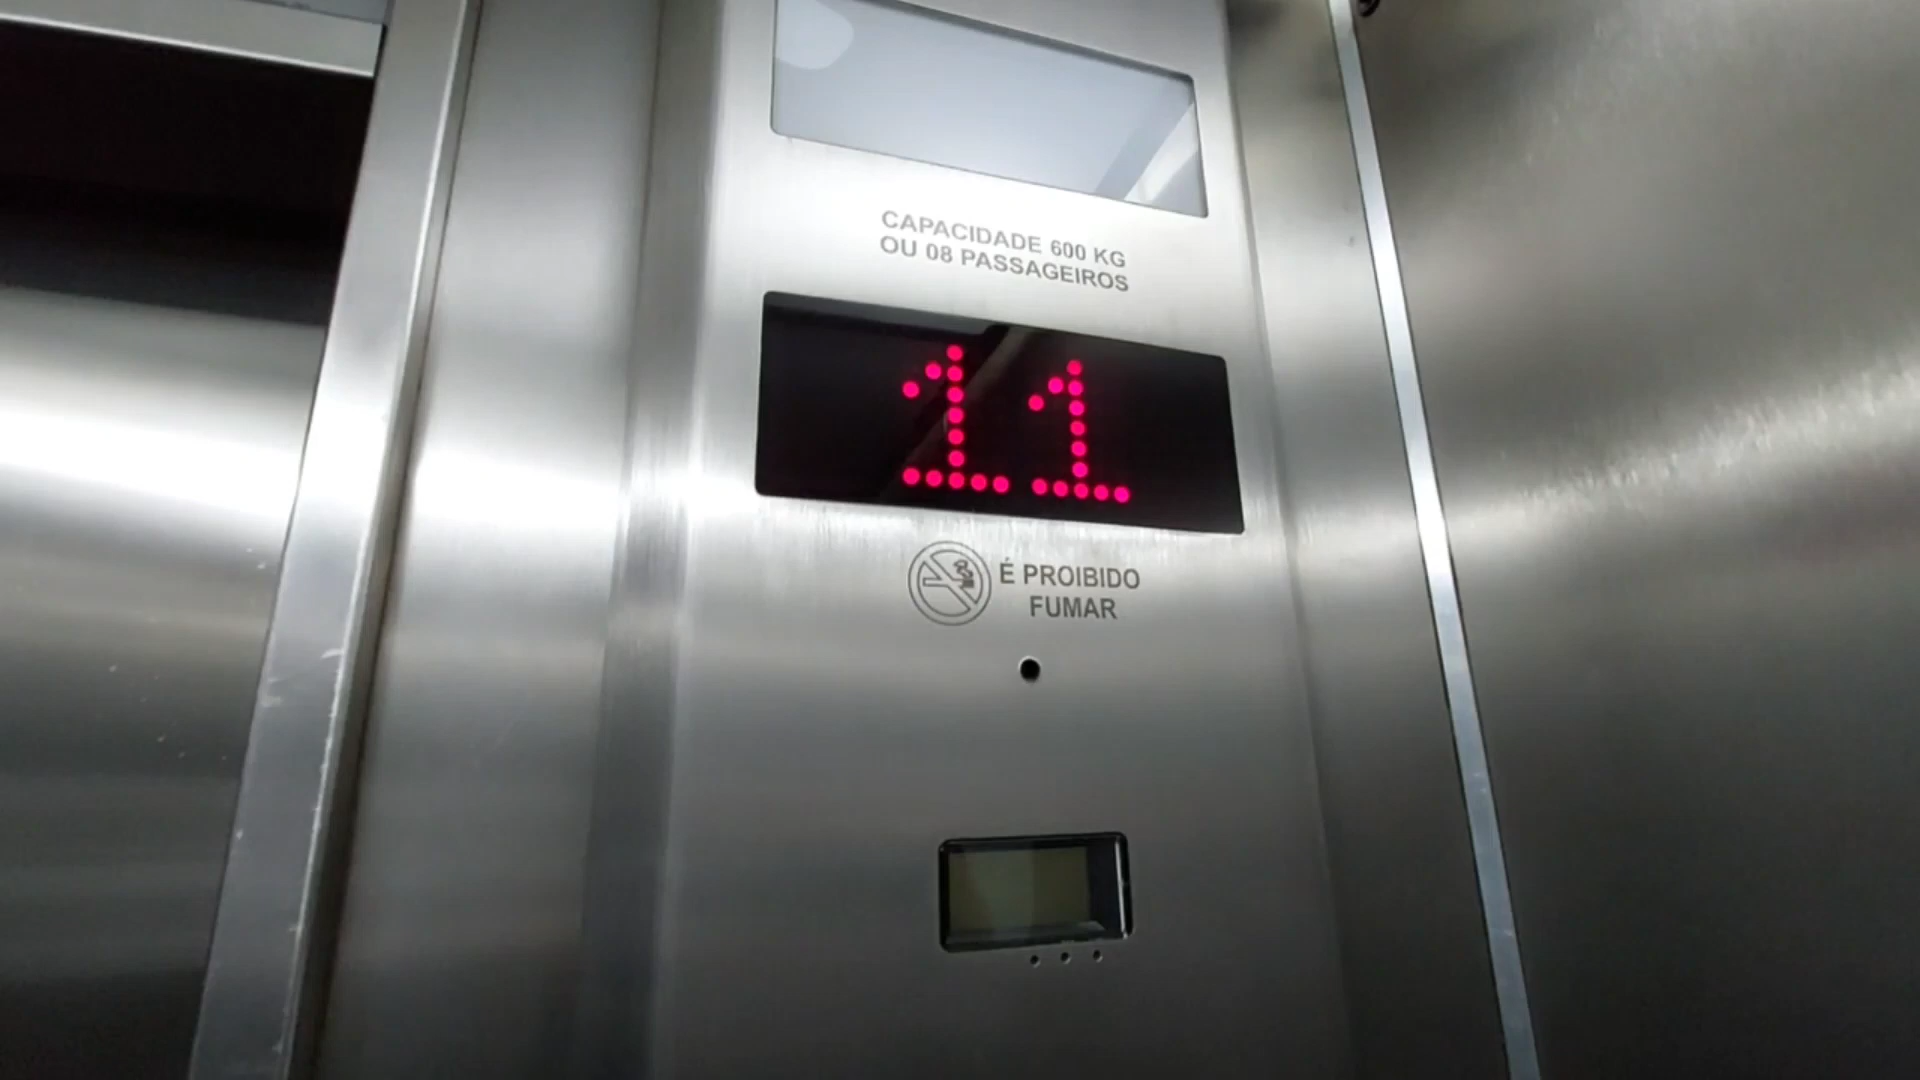 CAPACIDADE 600 KG
OU 08 PASSAGEIROS
11
É PROIBIDO
FUMAR